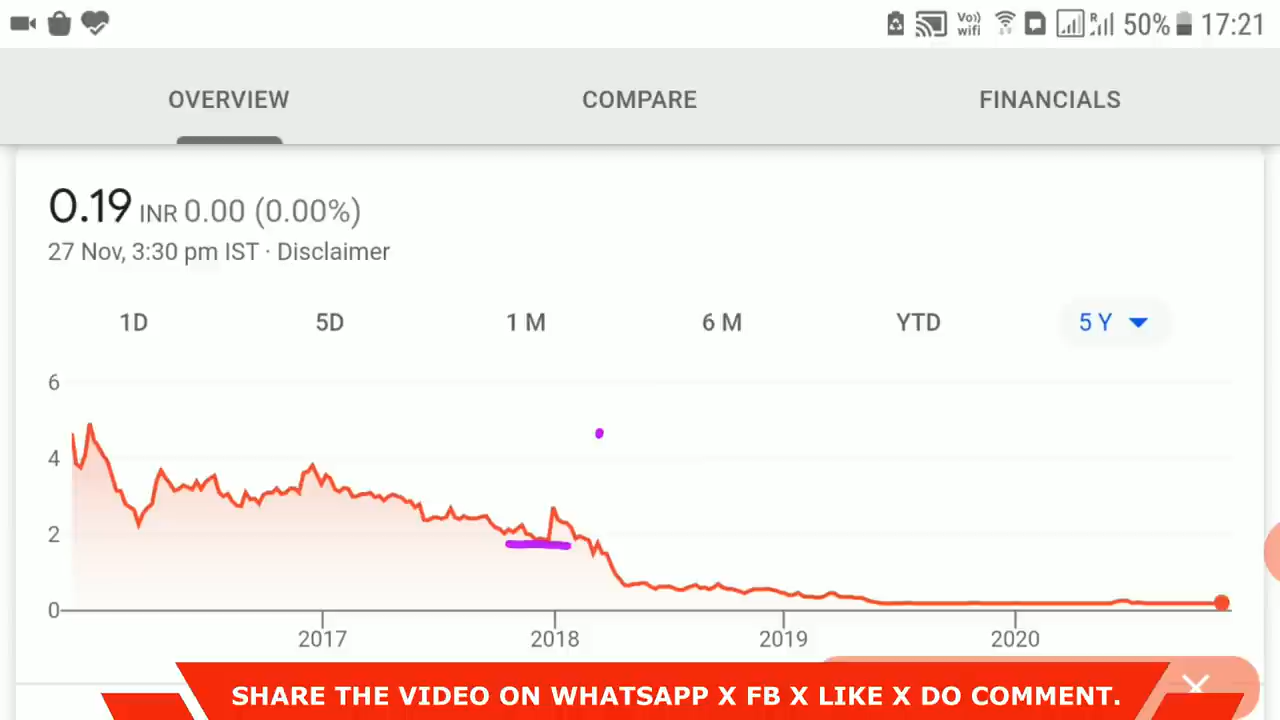 Vo))
wifi
R
50% 17:21
OVERVIEW COMPARE FINANCIALS
0.19 INR 0.00 (0.00%)
27 Nov, 3:30 pm IST · Disclaimer
1D 5D 1 M 6 M YTD 5 Y
6
4
2
0
2017 2018 2019 2020
SHARE THE VIDEO ON WHATSAPP X FB X LIKE X DO COMMENT.